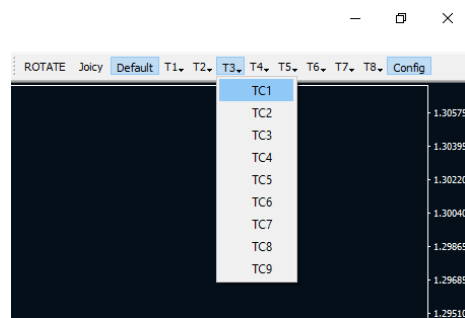 ROTATE Joicy Default T1 T2 T3 T4 T5 T6 T7 T8 Config
TC1
TC2
TC3
TC4
TC5
TC6
TC7
TC8
TC9
1.30575
1.30395
1.30220
1.30040
1.29865
1.29685
1.29510